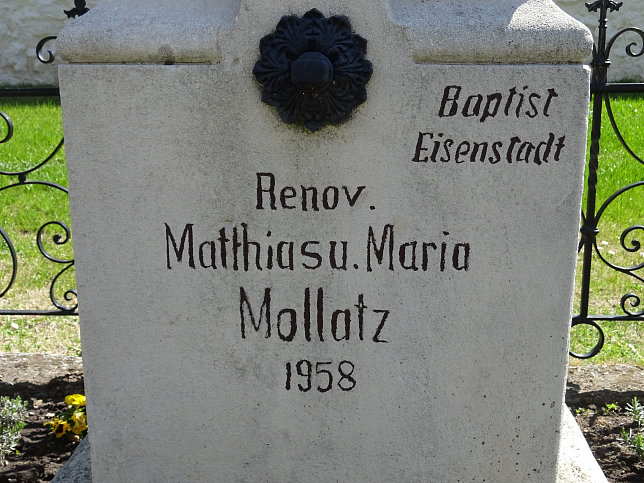 Baptist
Eisenstadt
Renov.
Matthias u. Maria
Mollatz
1958